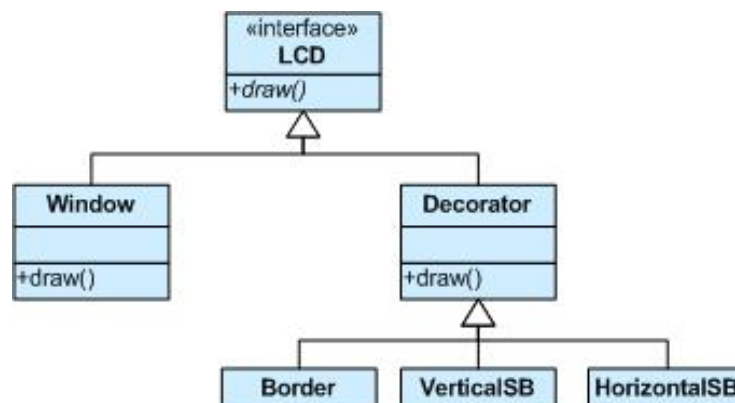 «interface»
LCD
+draw()
Window
Decorator
+draw()
+draw()
Border
VerticalSB
HorizontalSB